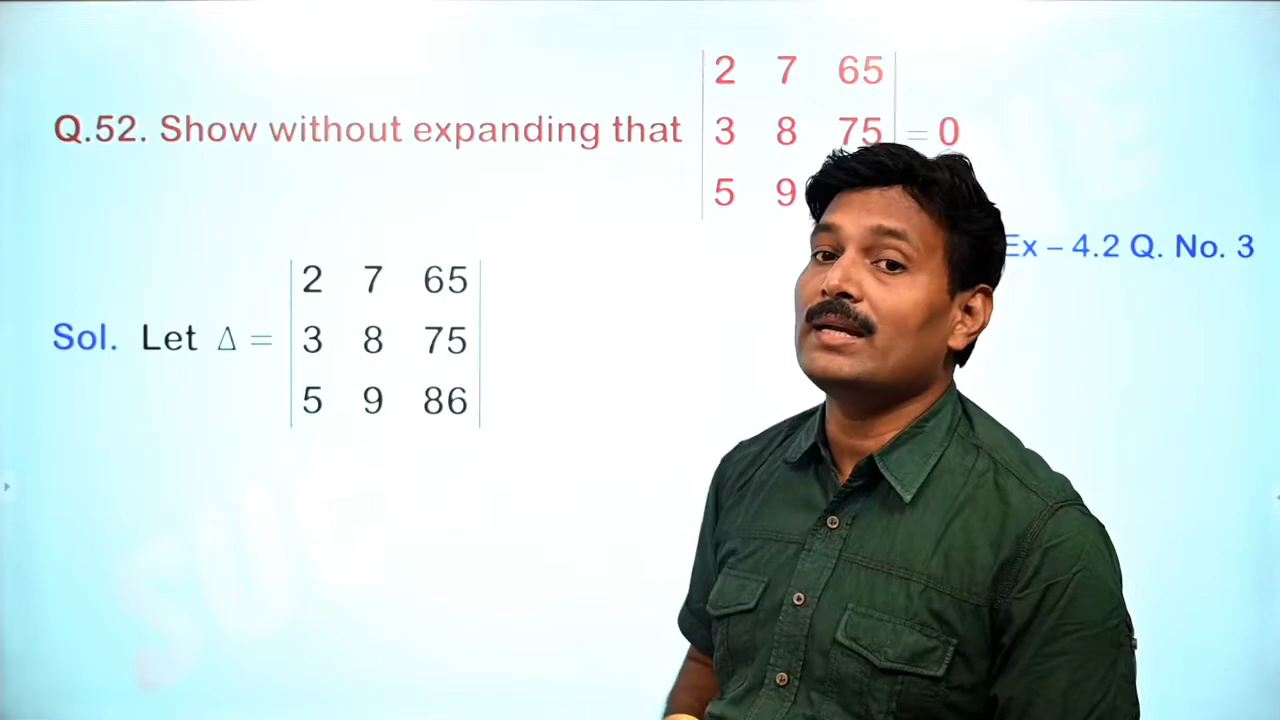 2 7 65
Q.52. Show without expanding that 3 8 75 = 0
5 9
Ex – 4.2 Q. No. 3
2 7 65
Sol. Let Δ = 3 8 75
5 9 86